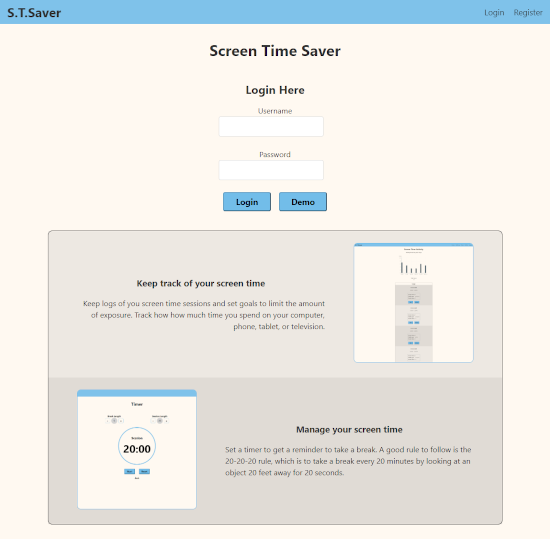 S.T.Saver
Login Register
Screen Time Saver
Login Here
Username
Password
Login Demo
Keep track of your screen time
Keep logs of you screen time sessions and set goals to limit the amount
of exposure. Track how how much time you spend on your computer,
phone, tablet, or television.
Timer
Session
20:00
Manage your screen time
Set a timer to get a reminder to take a break. A good rule to follow is the
20-20-20 rule, which is to take a break every 20 minutes by looking at an
object 20 feet away for 20 seconds.